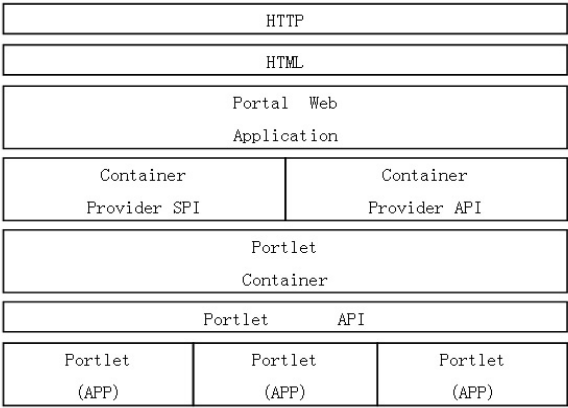 HTTP
HTML
Portal Web
Application
Container
Provider SPI
Container
Provider API
Portlet
Container
Portlet API
Portlet
(APP)
Portlet
(APP)
Portlet
(APP)